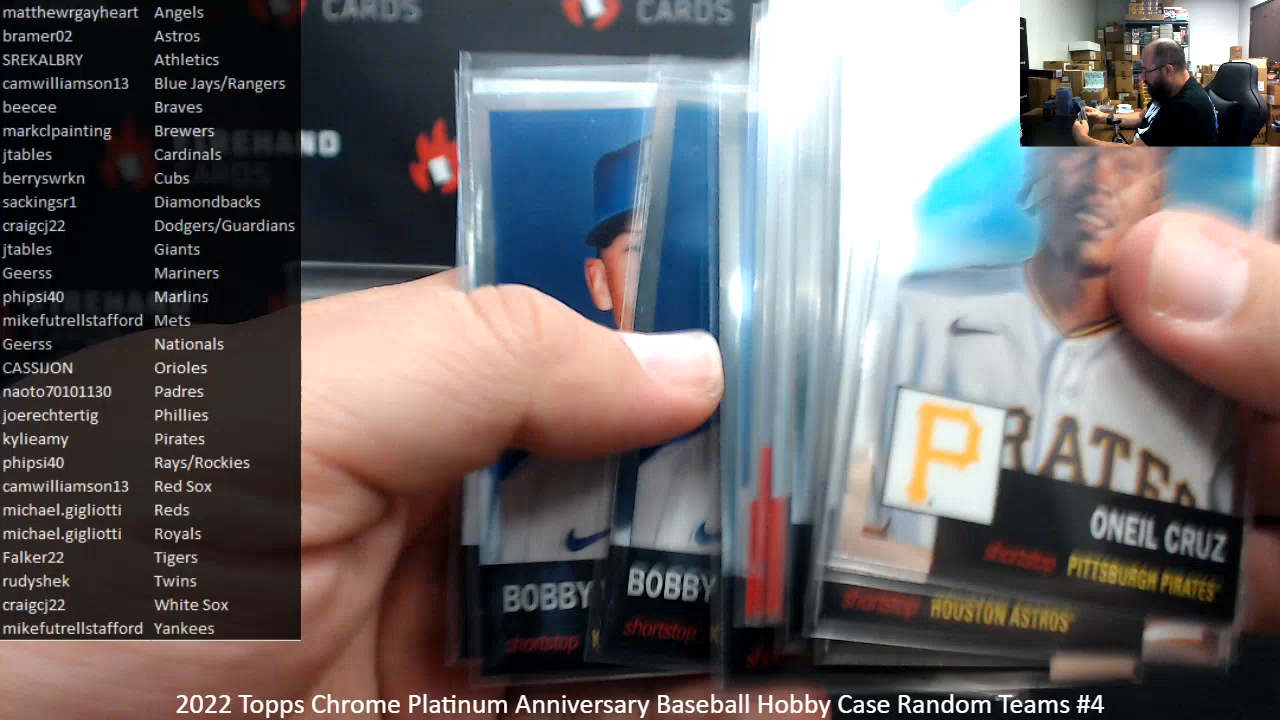 matthewrgayheart Angels
bramer02 Astros
SREKALBRY Athletics
camwilliamson13 Blue Jays/Rangers
beecee Braves
markclpainting Brewers
jtables Cardinals
berryswrkn Cubs
sackingsr1 Diamondbacks
craigcj22 Dodgers/Guardians
jtables Giants
Geerss Mariners
phipsi40 Marlins
mikefutrellstafford Mets
Geerss Nationals
CASSIJON Orioles
naoto70101130 Padres
joerechtertig Phillies
kylieamy Pirates
phipsi40 Rays/Rockies
camwilliamson13 Red Sox
michael.gigliotti Reds
michael.gigliotti Royals
Falker22 Tigers
rudyshek Twins
craigcj22 White Sox
mikefutrellstafford Yankees
CARDS
CARDS
P
ONEIL CRUZ
shortstop PITTSBURGH PIRATES
shortstop HOUSTON ASTROS
BOBBY
shortstop
BOBBY
shortstop
2022 Topps Chrome Platinum Anniversary Baseball Hobby Case Random Teams #4